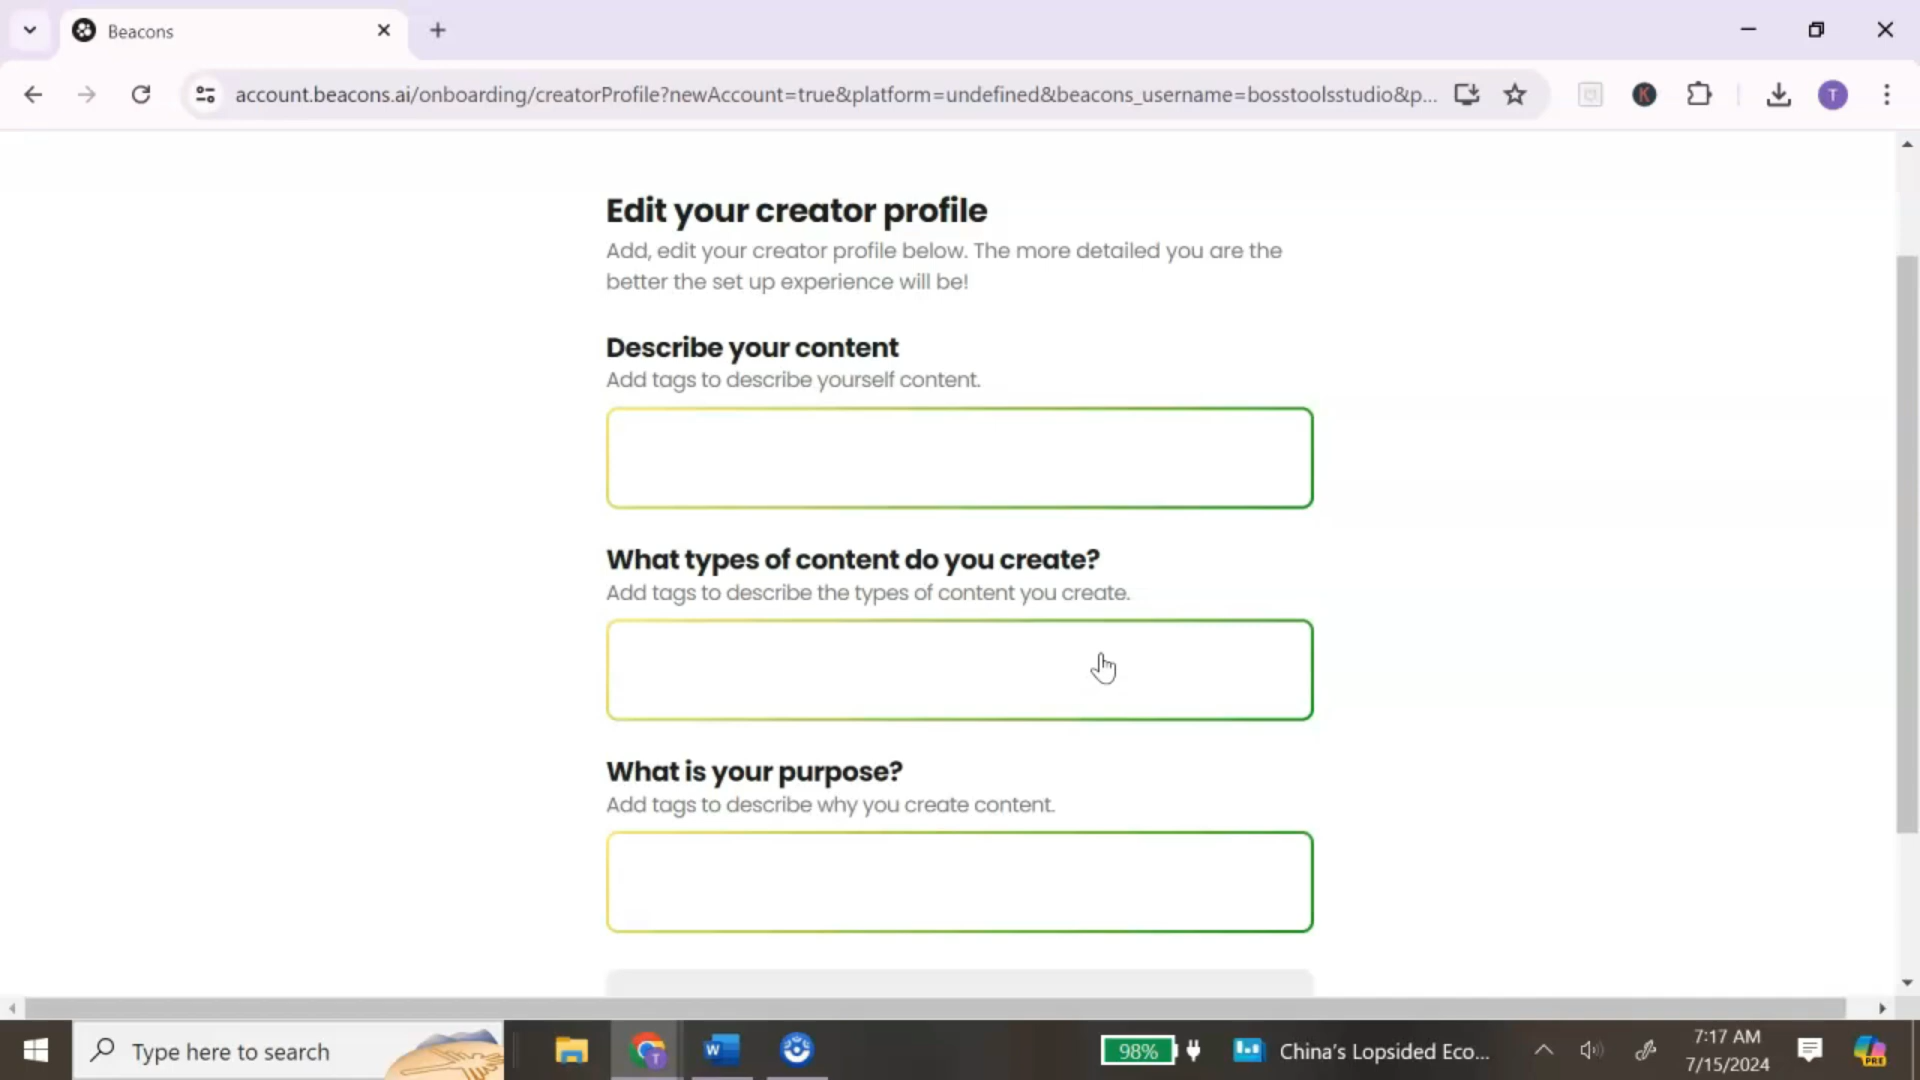 Beacons
account.beacons.ai/onboarding/creatorProfile?newAccount=true&platform=undefined&beacons_username=bosstoolsstudio&p...
K
T
Edit your creator profile
Add, edit your creator profile below. The more detailed you are the
better the set up experience will be!
Describe your content
Add tags to describe yourself content.
What types of content do you create?
Add tags to describe the types of content you create.
What is your purpose?
Add tags to describe why you create content.
Type here to search
T
W
98%
China's Lopsided Eco...
7:17 AM
7/15/2024
PRE